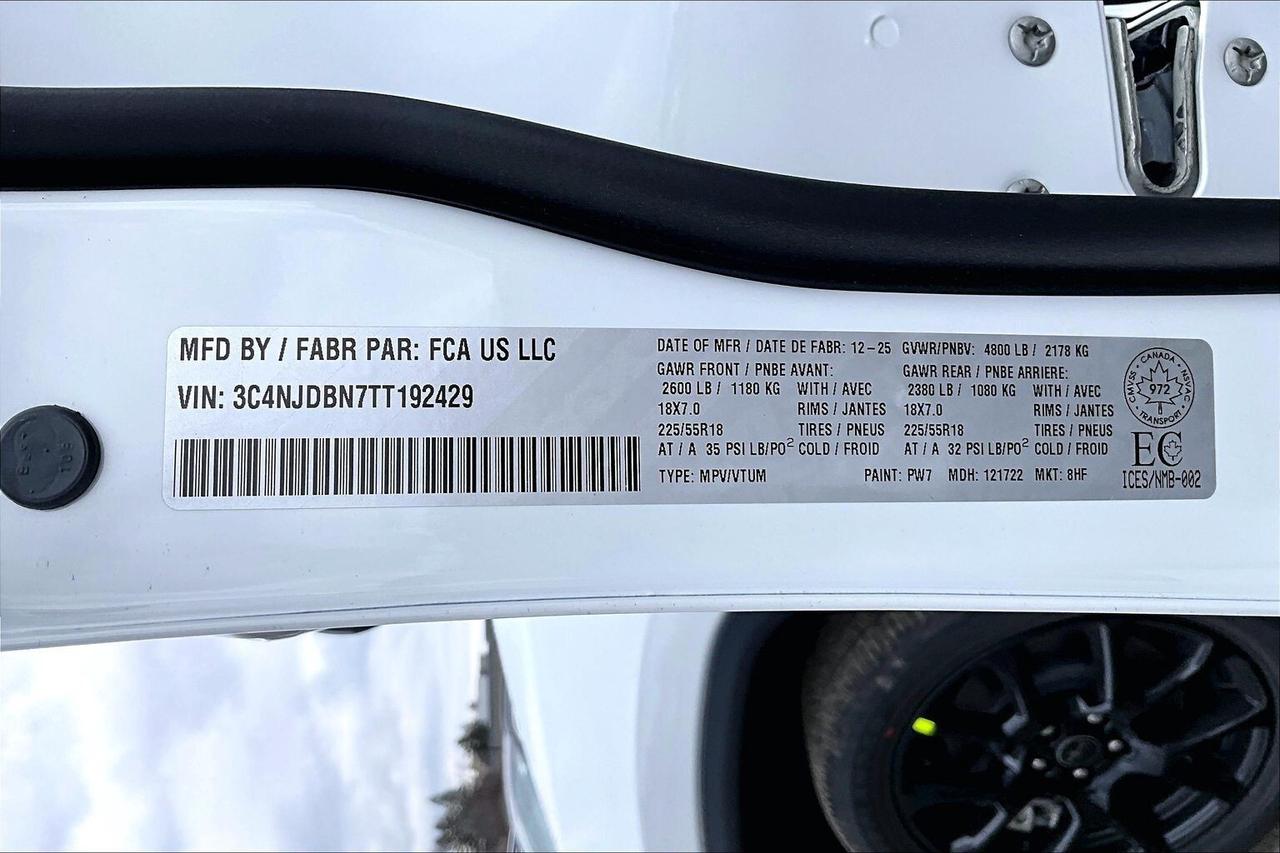 MFD BY / FABR PAR: FCA US LLC
VIN: 3C4NJDBN7TT192429
DATE OF MFR / DATE DE FABR: 12-25 GVWR/PNBV: 4800 LB / 2178 KG
GAWR FRONT / PNBE AVANT:
2600 LB / 1180 KG WITH / AVEC
18X7.0 RIMS / JANTES
225/55R18 TIRES / PNEUS
AT / A 35 PSI LB/PO² COLD / FROID
GAWR REAR / PNBE ARRIERE:
2380 LB / 1080 KG WITH / AVEC
18X7.0 RIMS / JANTES
225/55R18 TIRES / PNEUS
AT / A 32 PSI LB/PO² COLD / FROID
TYPE: MPV/VTUM PAINT: PW7 MDH: 121722 MKT: 8HF
CANADA
CMVSS 972 NSVAC
TRANSPORT
EC
ICES/NMB-002